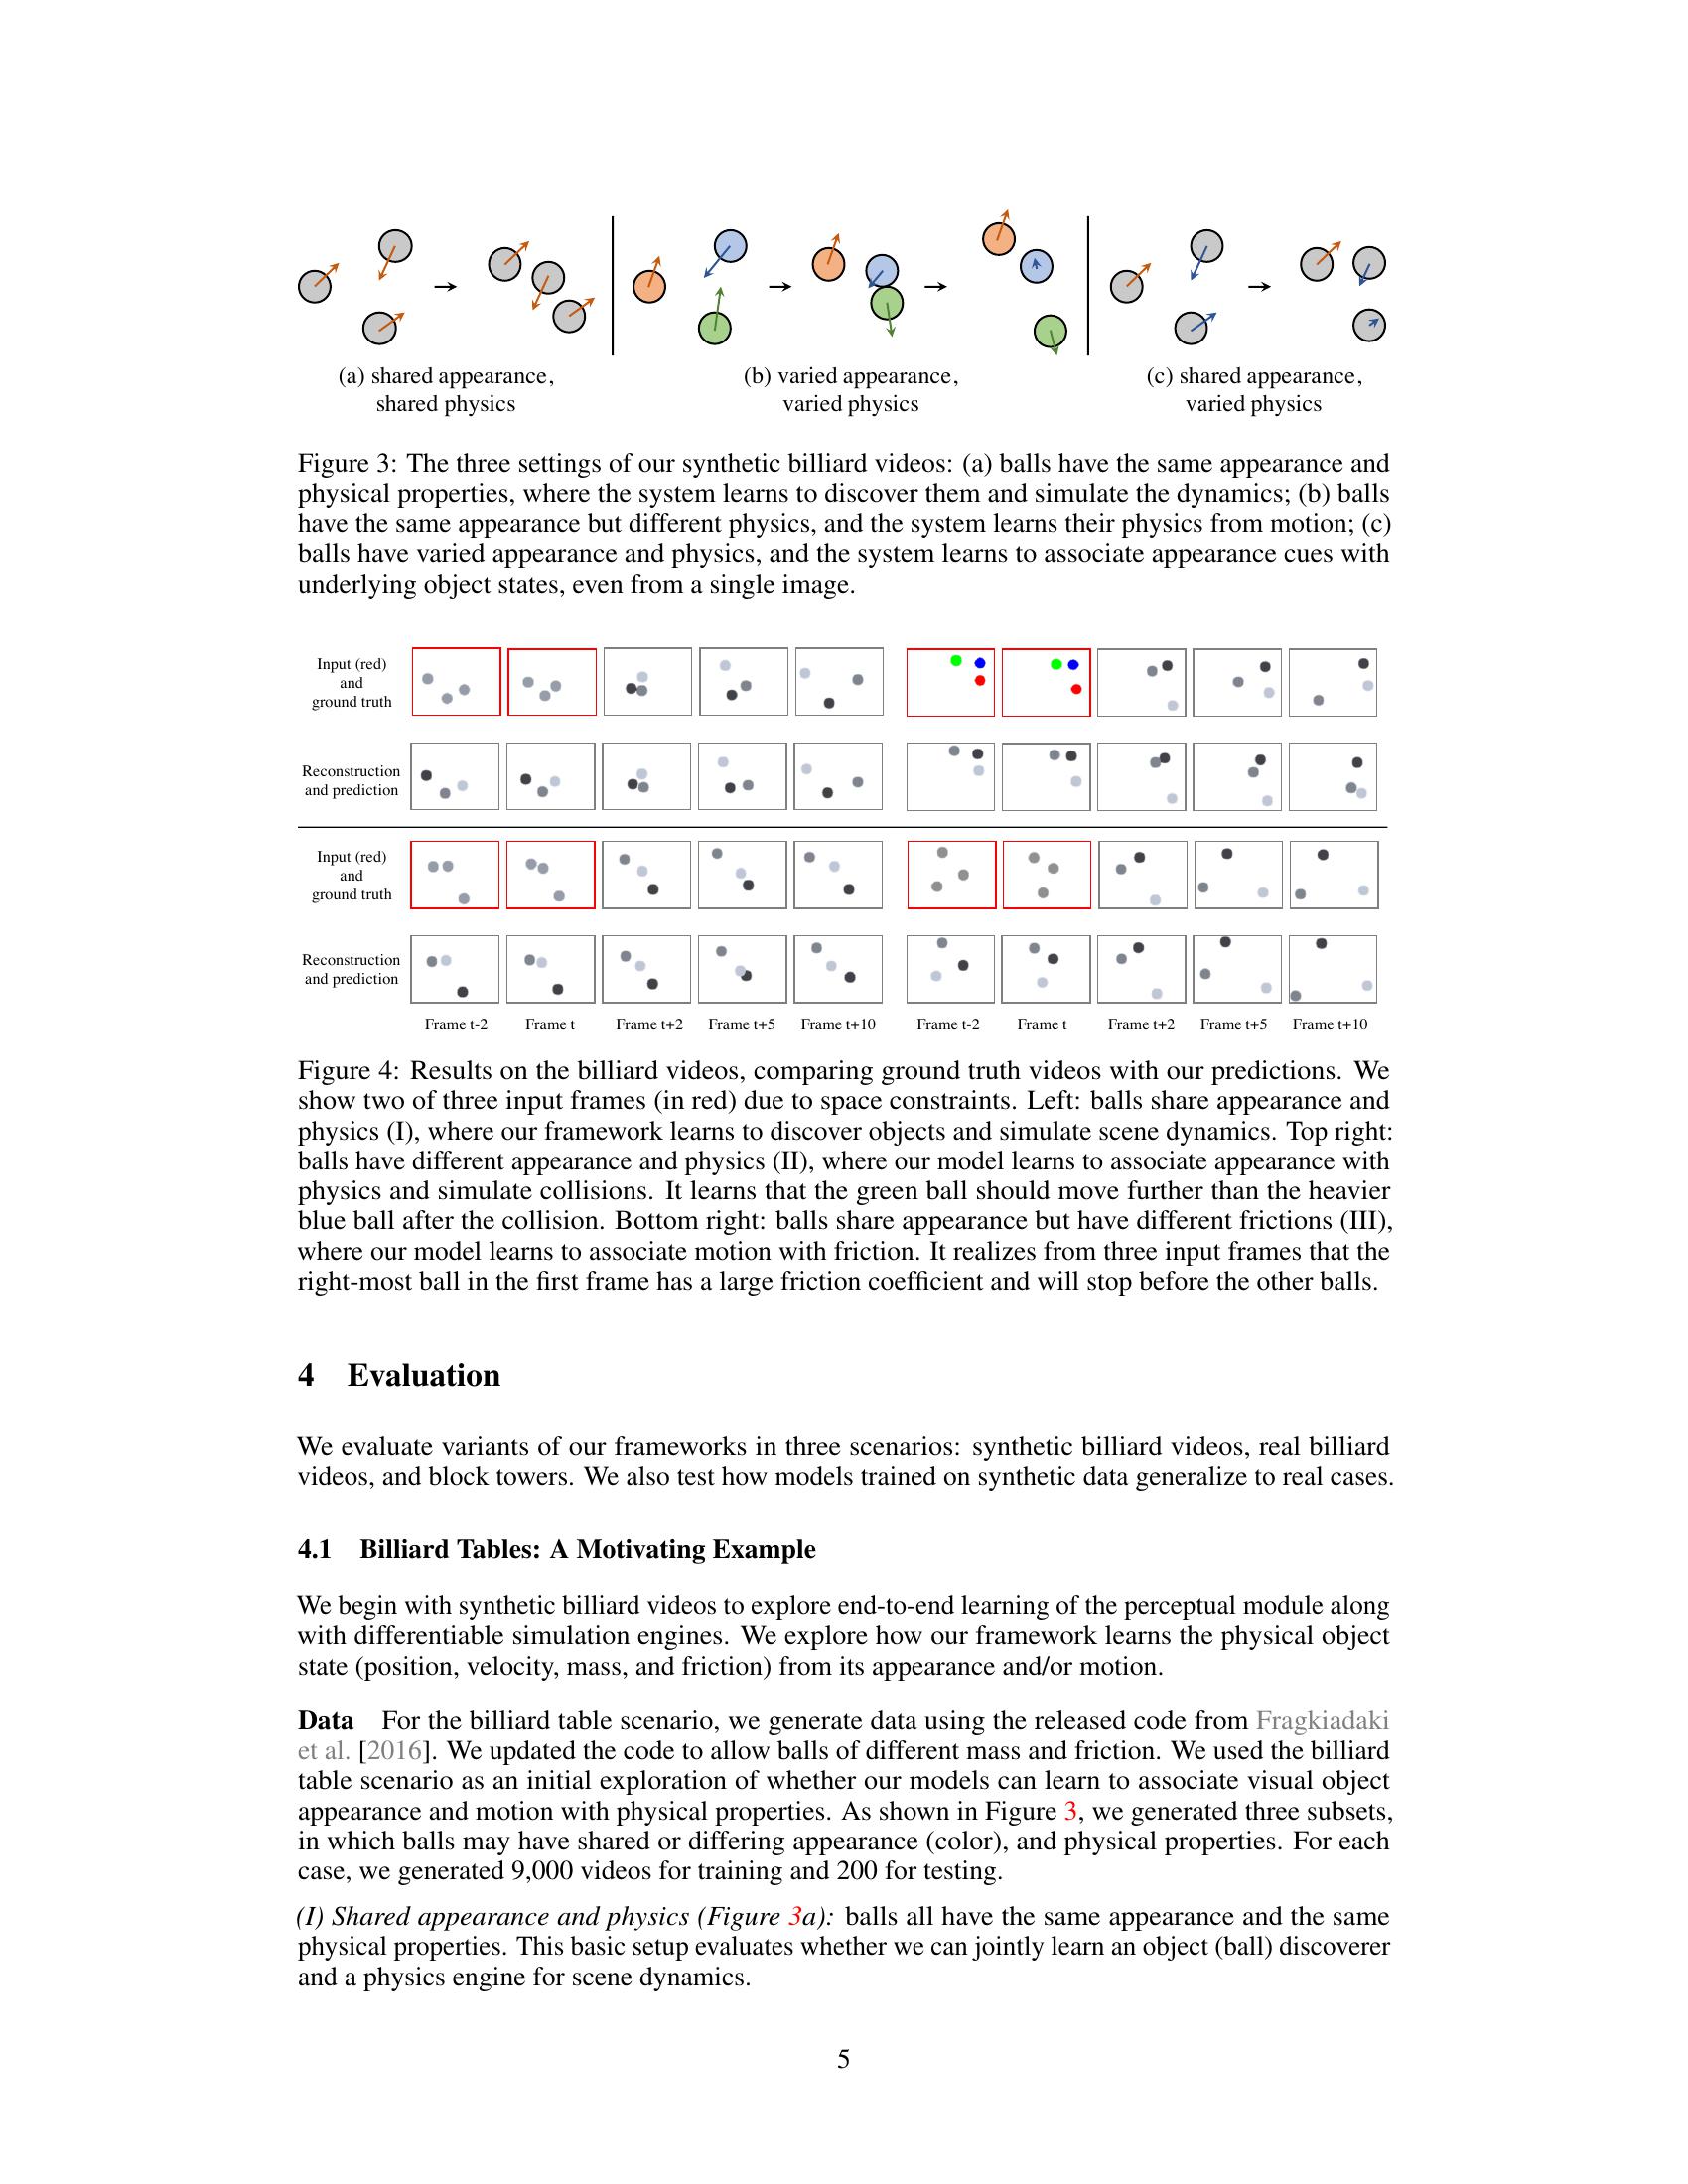 (a) shared appearance,
shared physics
(b) varied appearance,
varied physics
(c) shared appearance,
varied physics
Figure 3: The three settings of our synthetic billiard videos: (a) balls have the same appearance and
physical properties, where the system learns to discover them and simulate the dynamics; (b) balls
have the same appearance but different physics, and the system learns their physics from motion; (c)
balls have varied appearance and physics, and the system learns to associate appearance cues with
underlying object states, even from a single image.
Input (red)
and
ground truth
Reconstruction
and prediction
Input (red)
and
ground truth
Reconstruction
and prediction
Frame t-2 Frame t Frame t+2 Frame t+5 Frame t+10 Frame t-2 Frame t Frame t+2 Frame t+5 Frame t+10
Figure 4: Results on the billiard videos, comparing ground truth videos with our predictions. We
show two of three input frames (in red) due to space constraints. Left: balls share appearance and
physics (I), where our framework learns to discover objects and simulate scene dynamics. Top right:
balls have different appearance and physics (II), where our model learns to associate appearance with
physics and simulate collisions. It learns that the green ball should move further than the heavier
blue ball after the collision. Bottom right: balls share appearance but have different frictions (III),
where our model learns to associate motion with friction. It realizes from three input frames that the
right-most ball in the first frame has a large friction coefficient and will stop before the other balls.
4 Evaluation
We evaluate variants of our frameworks in three scenarios: synthetic billiard videos, real billiard
videos, and block towers. We also test how models trained on synthetic data generalize to real cases.
4.1 Billiard Tables: A Motivating Example
We begin with synthetic billiard videos to explore end-to-end learning of the perceptual module along
with differentiable simulation engines. We explore how our framework learns the physical object
state (position, velocity, mass, and friction) from its appearance and/or motion.
Data For the billiard table scenario, we generate data using the released code from Fragkiadaki
et al. [2016]. We updated the code to allow balls of different mass and friction. We used the billiard
table scenario as an initial exploration of whether our models can learn to associate visual object
appearance and motion with physical properties. As shown in Figure 3, we generated three subsets,
in which balls may have shared or differing appearance (color), and physical properties. For each
case, we generated 9,000 videos for training and 200 for testing.
(I) Shared appearance and physics (Figure 3a): balls all have the same appearance and the same
physical properties. This basic setup evaluates whether we can jointly learn an object (ball) discoverer
and a physics engine for scene dynamics.
5